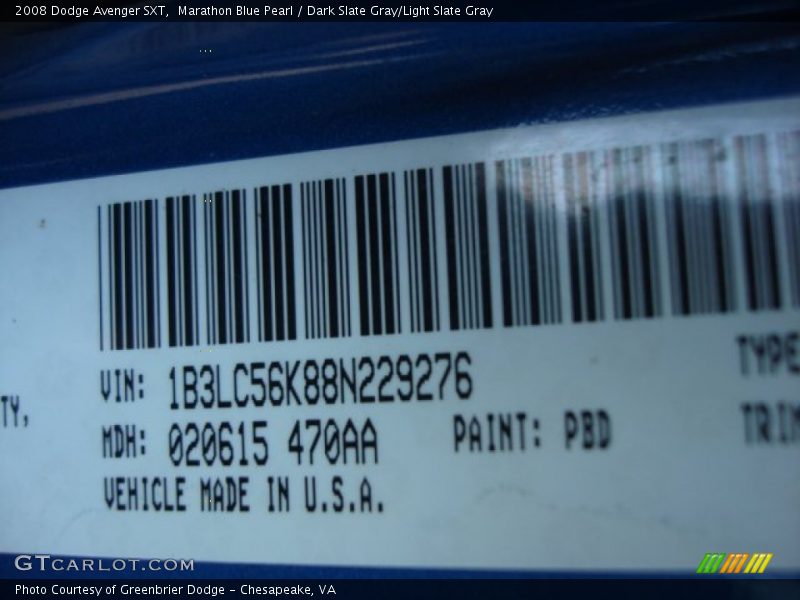 2008 Dodge Avenger SXT,  Marathon Blue Pearl / Dark Slate Gray/Light Slate Gray
TY,
VIN: 1B3LC56K88N229276
TYPE
MDH: 020615 470AA
PAINT: PBD
TRIM
VEHICLE MADE IN U.S.A.
GTCARLOT.COM
Photo Courtesy of Greenbrier Dodge - Chesapeake, VA